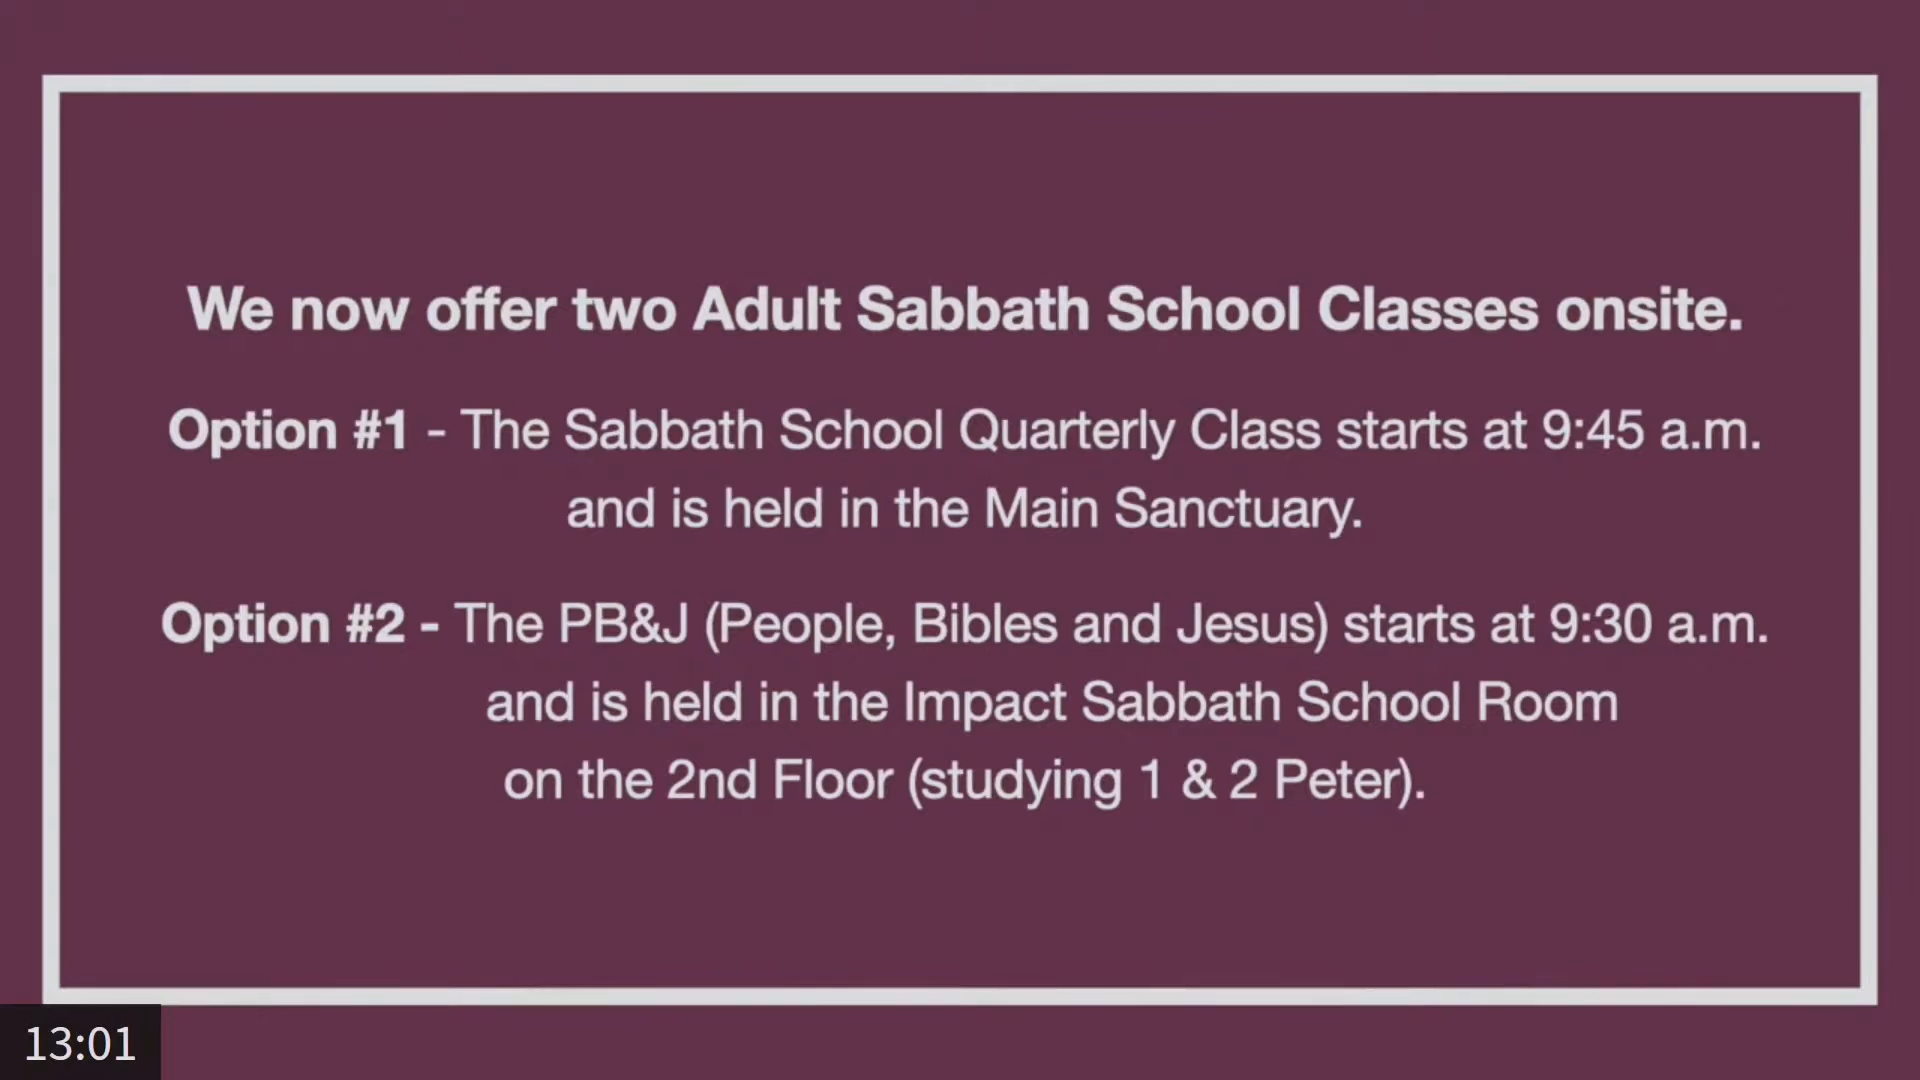 We now offer two Adult Sabbath School Classes onsite.
Option #1 - The Sabbath School Quarterly Class starts at 9:45 a.m.
and is held in the Main Sanctuary.
Option #2 - The PB&J (People, Bibles and Jesus) starts at 9:30 a.m.
and is held in the Impact Sabbath School Room
on the 2nd Floor (studying 1 & 2 Peter).
13:01